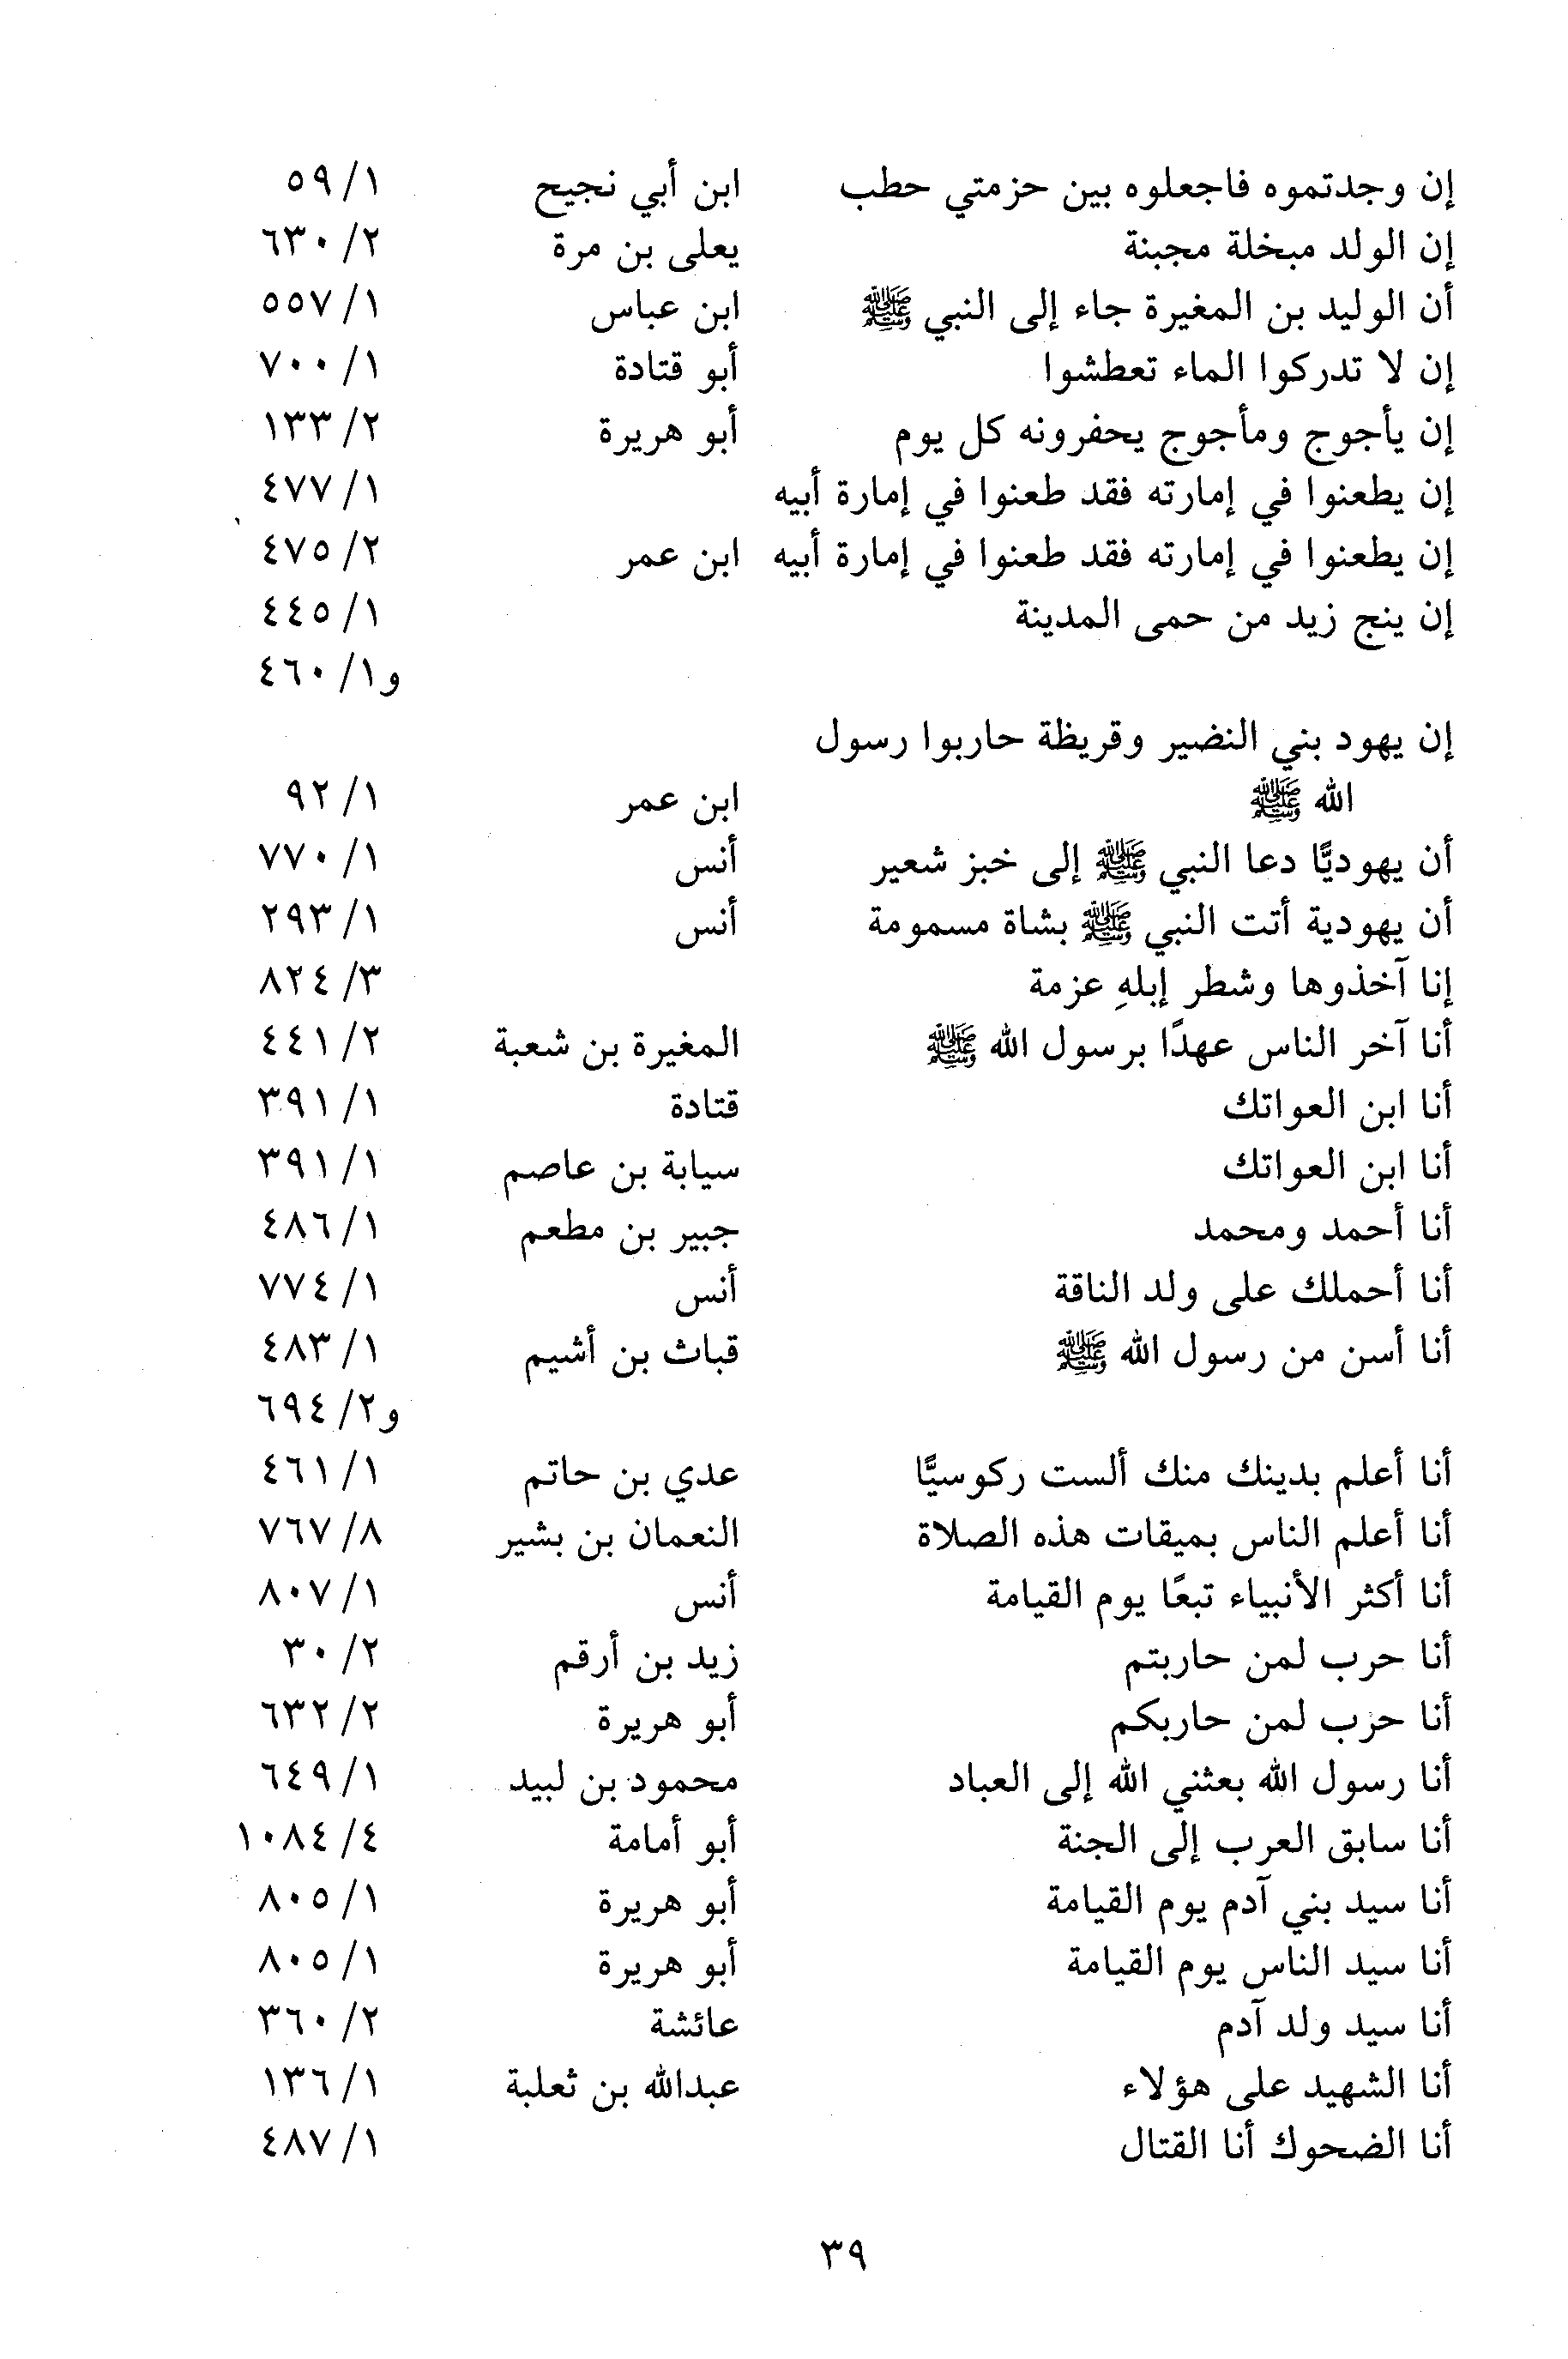 إن وجدتموه فاجعلوه بين حزمتي حطب ابن أبي نجيح ١/ ٥٩
إن الولد مبخلة مجبنة يعلى بن مرة ٢/ ٦٣٠
أن الوليد بن المغيرة جاء إلى النبي ﷺ ابن عباس ١/ ٥٥٧
إن لا تدركوا الماء تعطشوا أبو قتادة ١/ ٧٠٠
إن يأجوج ومأجوج يحفرونه كل يوم أبو هريرة ٢/ ١٣٣
إن يطعنوا في إمارته فقد طعنوا في إمارة أبيه ١/ ٤٧٧
إن يطعنوا في إمارته فقد طعنوا في إمارة أبيه ابن عمر ٢/ ٤٧٥
إن ينج زيد من حمى المدينة ١/ ٤٤٥
و١/ ٤٦٠
إن يهود بني النضير وقريظة حاربوا رسول
الله ﷺ ابن عمر ١/ ٩٢
أن يهوديًّا دعا النبي ﷺ إلى خبز شعير أنس ١/ ٧٧٠
أن يهودية أتت النبي ﷺ بشاة مسمومة أنس ١/ ٢٩٣
إنا آخذوها وشطر إبلهِ عزمة ٣/ ٨٢٤
أنا آخر الناس عهدًا برسول الله ﷺ المغيرة بن شعبة ٢/ ٤٤١
أنا ابن العواتك قتادة ١/ ٣٩١
أنا ابن العواتك سيابة بن عاصم ١/ ٣٩١
أنا أحمد ومحمد جبير بن مطعم ١/ ٤٨٦
أنا أحملك على ولد الناقة أنس ١/ ٧٧٤
أنا أسن من رسول الله ﷺ قباث بن أشيم ١/ ٤٨٣
و٢/ ٦٩٤
أنا أعلم بدينك منك ألست ركوسيًّا عدي بن حاتم ١/ ٤٦١
أنا أعلم الناس بميقات هذه الصلاة النعمان بن بشير ٨/ ٧٦٧
أنا أكثر الأنبياء تبعًا يوم القيامة أنس ١/ ٨٠٧
أنا حرب لمن حاربتم زيد بن أرقم ٢/ ٣٠
أنا حرب لمن حاربكم أبو هريرة ٢/ ٦٣٢
أنا رسول الله بعثني الله إلى العباد محمود بن لبيد ١/ ٦٤٩
أنا سابق العرب إلى الجنة أبو أمامة ٤/ ١٠٨٤
أنا سيد بني آدم يوم القيامة أبو هريرة ١/ ٨٠٥
أنا سيد الناس يوم القيامة أبو هريرة ١/ ٨٠٥
أنا سيد ولد آدم عائشة ٢/ ٣٦٠
أنا الشهيد على هؤلاء عبدالله بن ثعلبة ١/ ١٣٦
أنا الضحوك أنا القتال ١/ ٤٨٧
٣٩